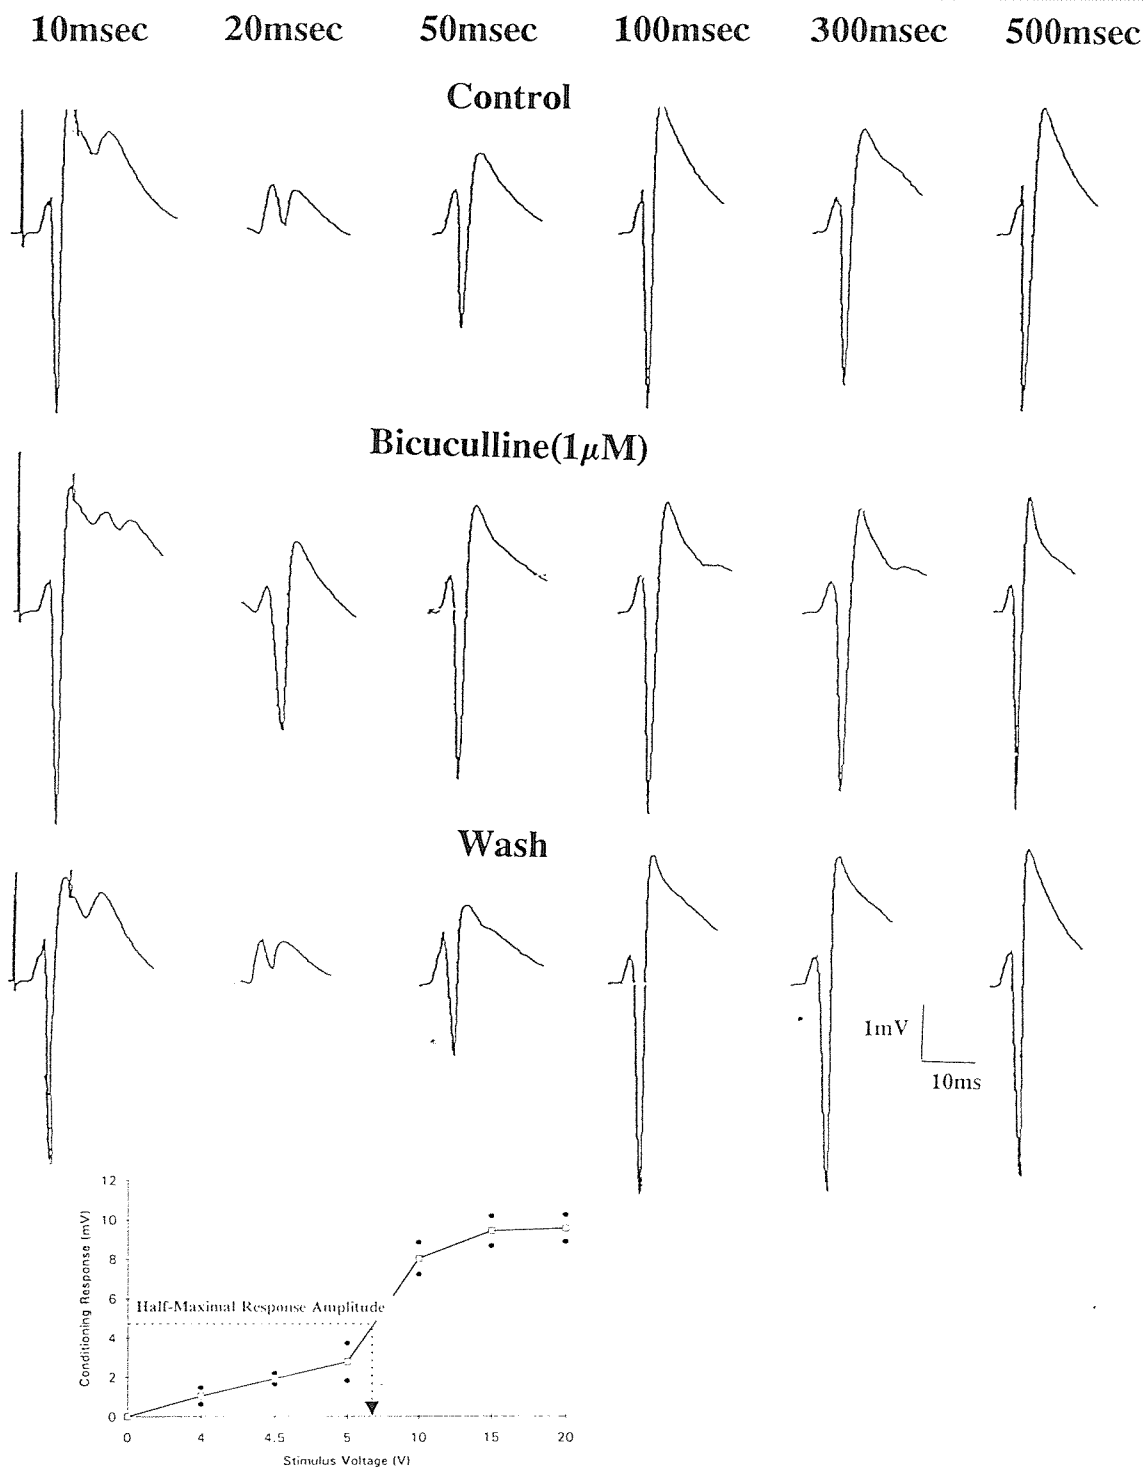 10msec 20msec 50msec 100msec 300msec 500msec
Control
Bicuculline(1μM)
Wash
1mV
10ms
12
10
8
6
4
2
0
Conditioning Response (mV)
Half-Maximal Response Amplitude
0 4 4.5 5 10 15 20
Stimulus Voltage (V)